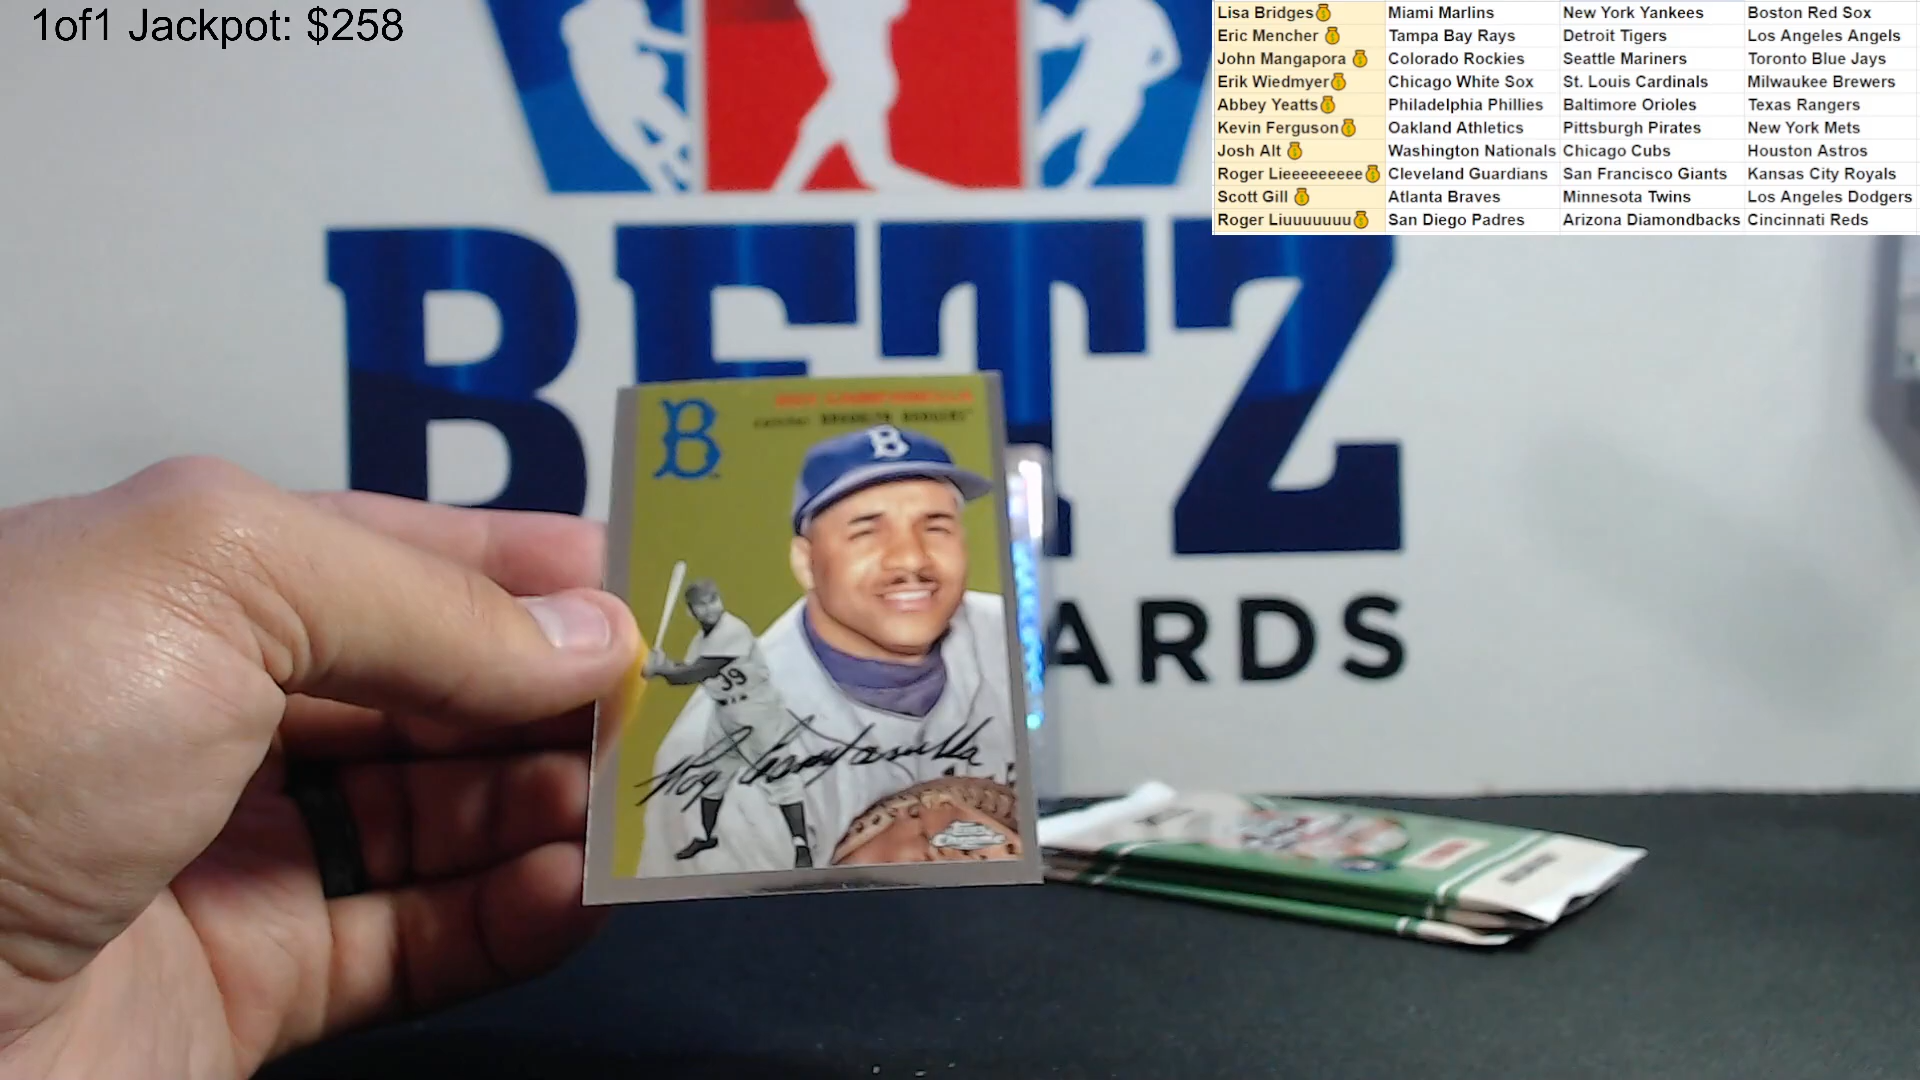 1of1 Jackpot: $258
Lisa Bridges Miami Marlins New York Yankees Boston Red Sox
Eric Mencher Tampa Bay Rays Detroit Tigers Los Angeles Angels
John Mangapora Colorado Rockies Seattle Mariners Toronto Blue Jays
Erik Wiedmyer Chicago White Sox St. Louis Cardinals Milwaukee Brewers
Abbey Yeatts Philadelphia Phillies Baltimore Orioles Texas Rangers
Kevin Ferguson Oakland Athletics Pittsburgh Pirates New York Mets
Josh Alt Washington Nationals Chicago Cubs Houston Astros
Roger Lieeeeeeeee Cleveland Guardians San Francisco Giants Kansas City Royals
Scott Gill Atlanta Braves Minnesota Twins Los Angeles Dodgers
Roger Liuuuuuuu San Diego Padres Arizona Diamondbacks Cincinnati Reds
BETZ
ARDS
B
B
39
Roy Campanella